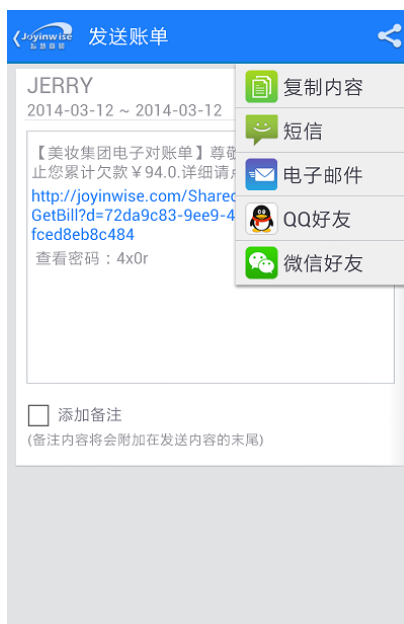 Joyinwise
发送账单
JERRY
2014-03-12 ~ 2014-03-12
【美妆集团电子对账单】尊敬
止您累计欠款￥94.0.详细请
http://joyinwise.com/Shared
GetBill?d=72da9c83-9ee9-4
fced8eb8c484
查看密码：4x0r
复制内容
短信
电子邮件
QQ好友
微信好友
添加备注
(备注内容将会附加在发送内容的末尾)